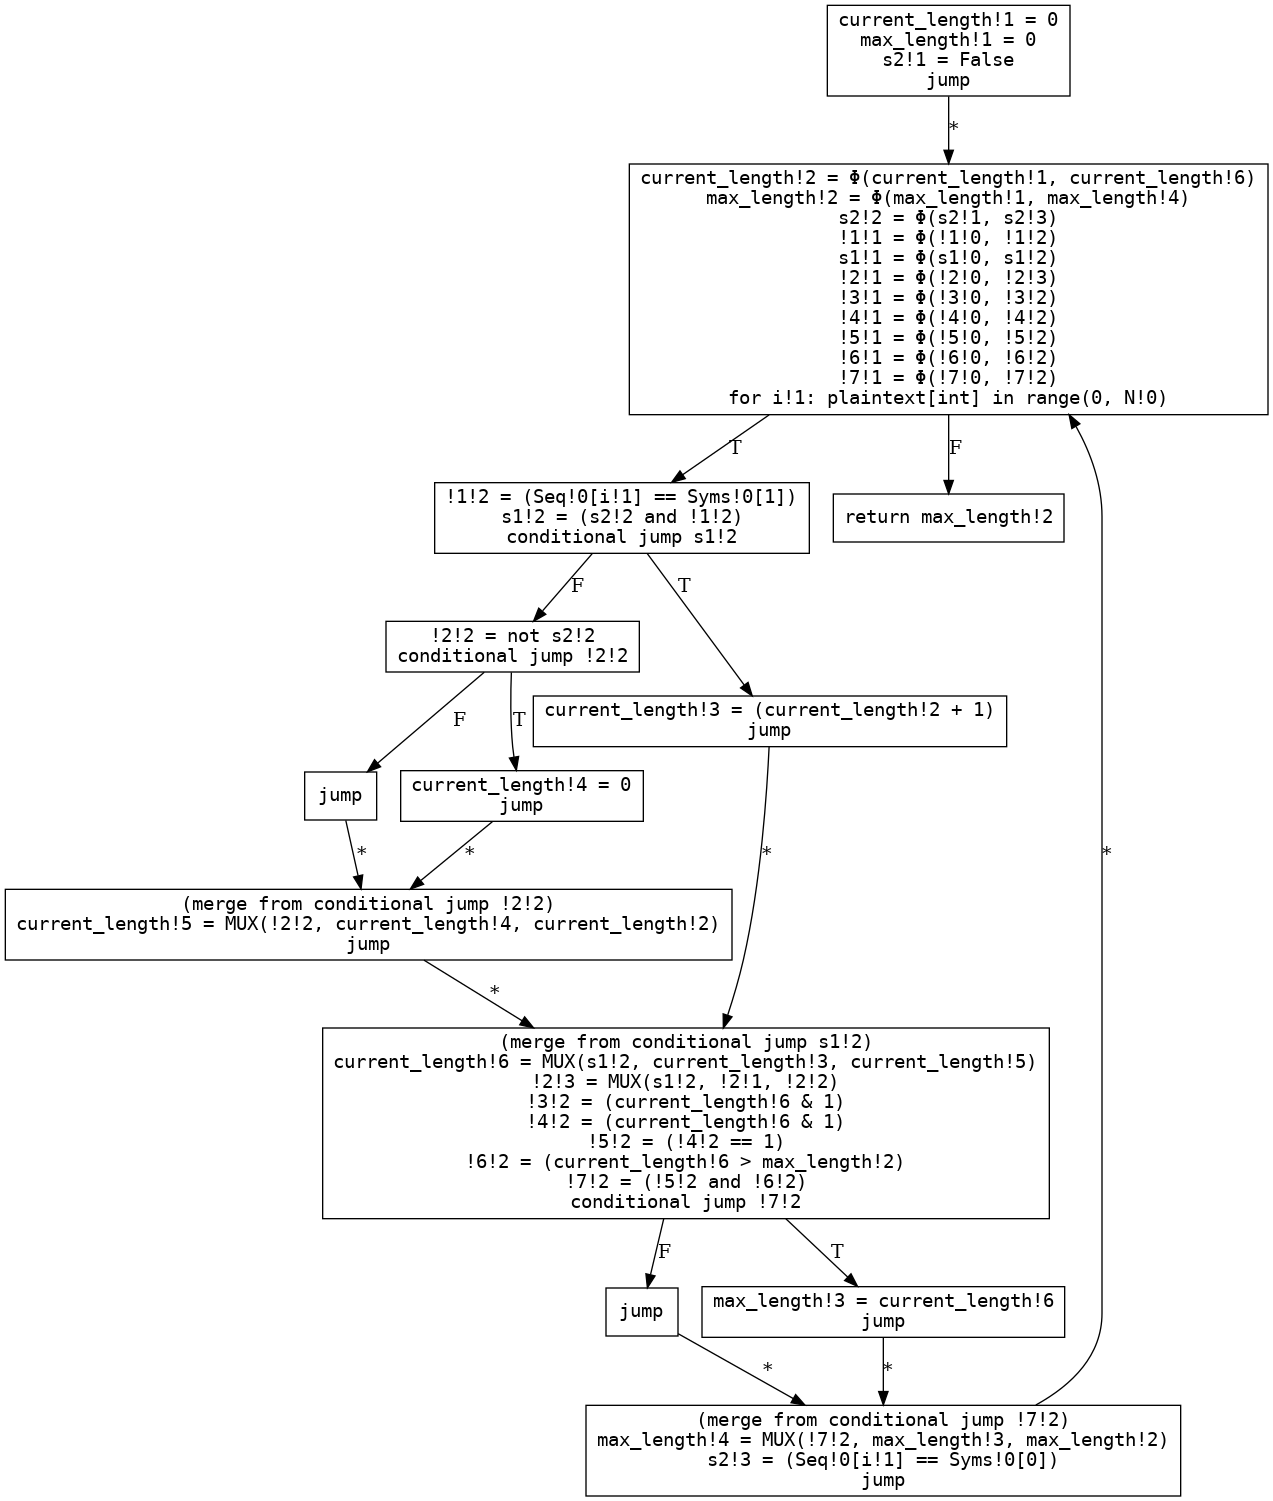 current_length!1 = 0
max_length!1 = 0
s2!1 = False
jump
*
current_length!2 = Φ(current_length!1, current_length!6)
max_length!2 = Φ(max_length!1, max_length!4)
s2!2 = Φ(s2!1, s2!3)
!1!1 = Φ(!1!0, !1!2)
s1!1 = Φ(s1!0, s1!2)
!2!1 = Φ(!2!0, !2!3)
!3!1 = Φ(!3!0, !3!2)
!4!1 = Φ(!4!0, !4!2)
!5!1 = Φ(!5!0, !5!2)
!6!1 = Φ(!6!0, !6!2)
!7!1 = Φ(!7!0, !7!2)
for i!1: plaintext[int] in range(0, N!0)
T
F
!1!2 = (Seq!0[i!1] == Syms!0[1])
s1!2 = (s2!2 and !1!2)
conditional jump s1!2
return max_length!2
F
T
!2!2 = not s2!2
conditional jump !2!2
current_length!3 = (current_length!2 + 1)
jump
F
T
jump
current_length!4 = 0
jump
*
*
*
*
(merge from conditional jump !2!2)
current_length!5 = MUX(!2!2, current_length!4, current_length!2)
jump
*
(merge from conditional jump s1!2)
current_length!6 = MUX(s1!2, current_length!3, current_length!5)
!2!3 = MUX(s1!2, !2!1, !2!2)
!3!2 = (current_length!6 & 1)
!4!2 = (current_length!6 & 1)
!5!2 = (!4!2 == 1)
!6!2 = (current_length!6 > max_length!2)
!7!2 = (!5!2 and !6!2)
conditional jump !7!2
F
T
jump
max_length!3 = current_length!6
jump
*
*
(merge from conditional jump !7!2)
max_length!4 = MUX(!7!2, max_length!3, max_length!2)
s2!3 = (Seq!0[i!1] == Syms!0[0])
jump